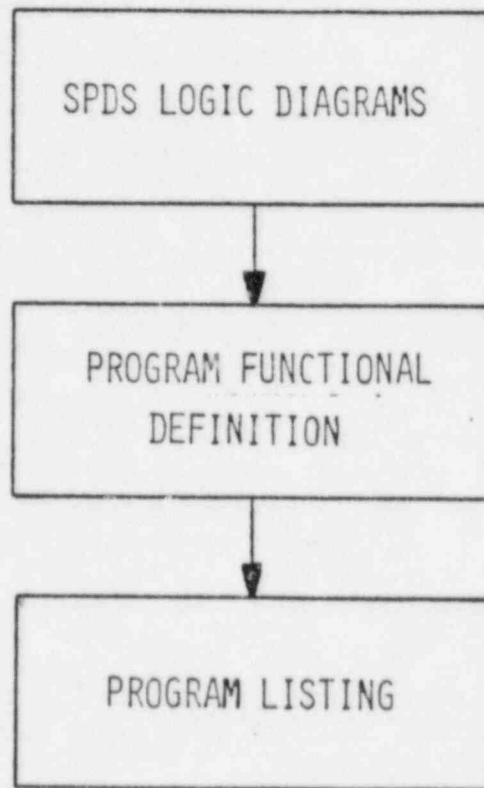 SPDS LOGIC DIAGRAMS
PROGRAM FUNCTIONAL
DEFINITION
PROGRAM LISTING